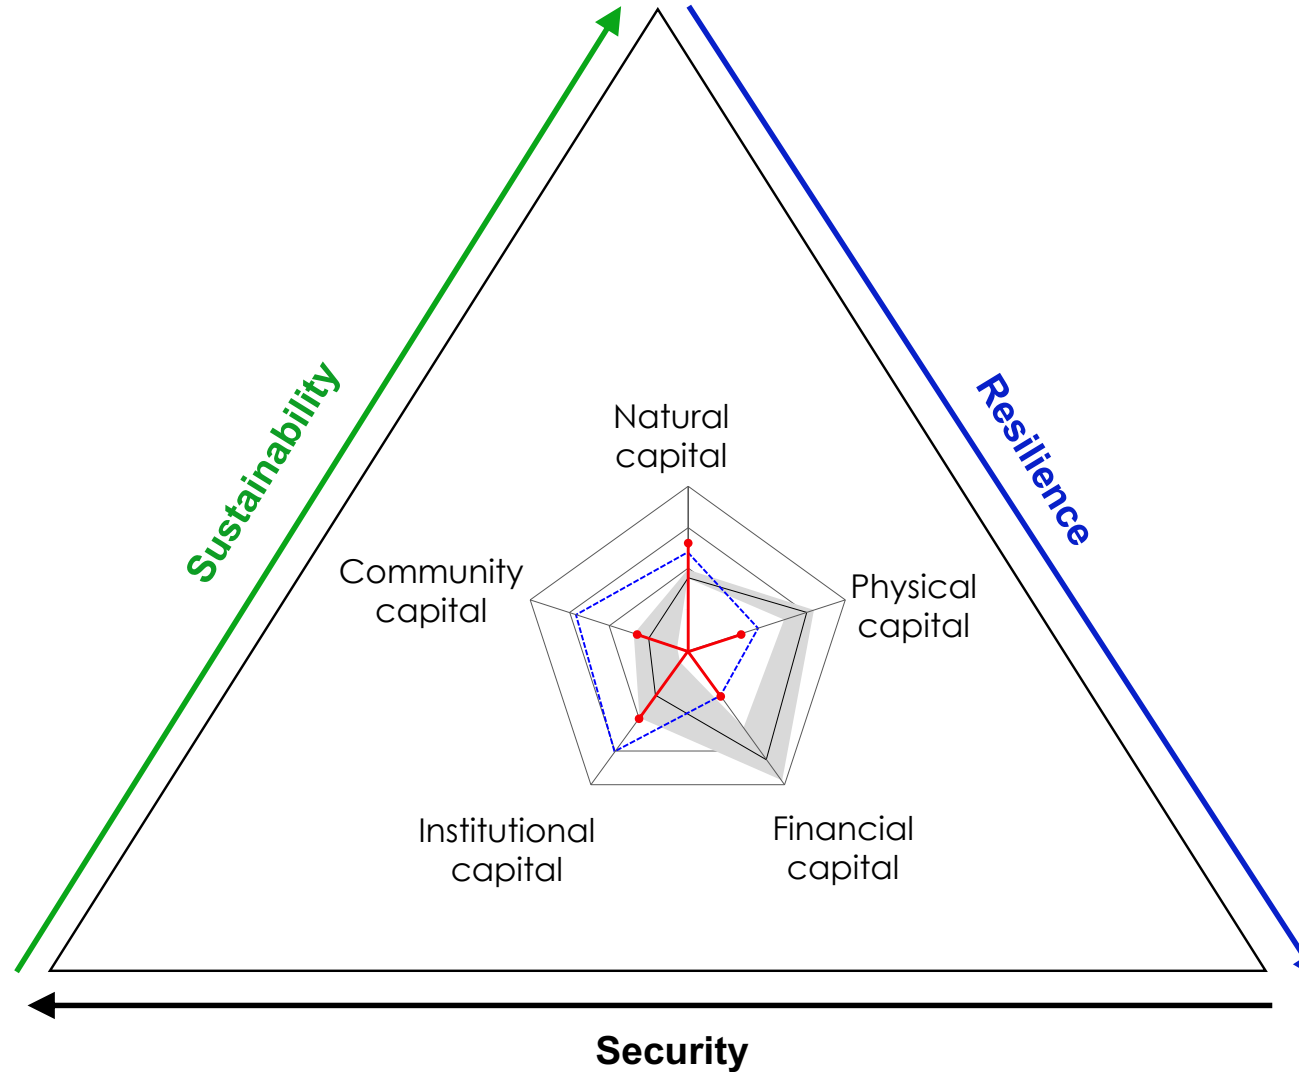 Sustainability
Resilience
Natural
capital
Community
capital
Physical
capital
Institutional
capital
Financial
capital
Security